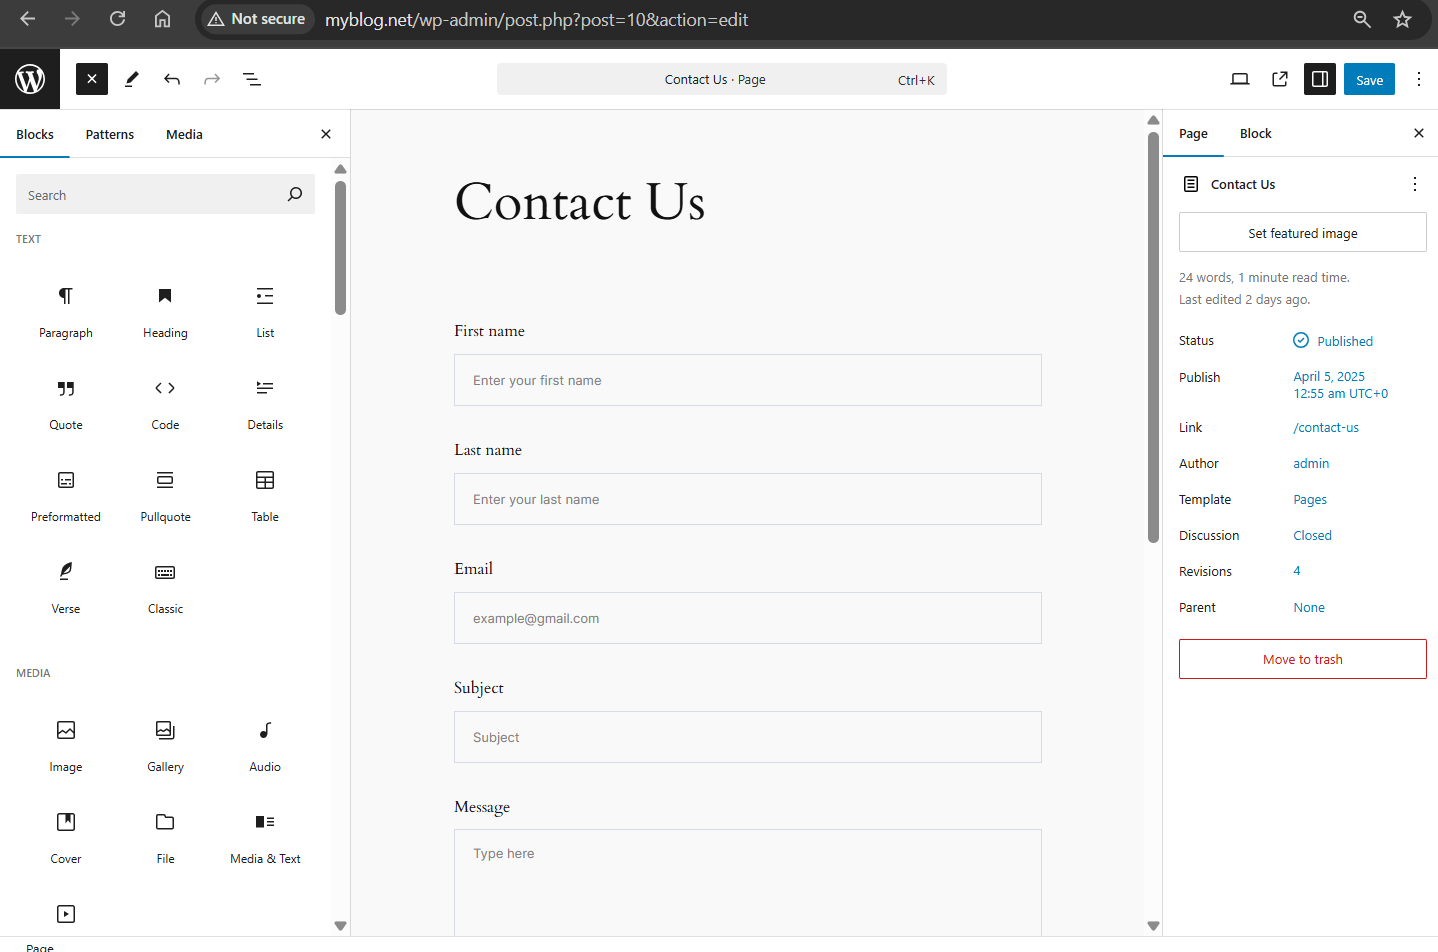 Not secure
myblog.net/wp-admin/post.php?post=10&action=edit
Contact Us · Page
Ctrl+K
Save
Blocks
Patterns
Media
Search
TEXT
Paragraph
Heading
List
Quote
Code
Details
Preformatted
Pullquote
Table
Verse
Classic
MEDIA
Image
Gallery
Audio
Cover
File
Media & Text
Page
Contact Us
First name
Enter your first name
Last name
Enter your last name
Email
example@gmail.com
Subject
Subject
Message
Type here
Page
Block
Contact Us
Set featured image
24 words, 1 minute read time.
Last edited 2 days ago.
Status
Published
Publish
April 5, 2025
12:55 am UTC+0
Link
/contact-us
Author
admin
Template
Pages
Discussion
Closed
Revisions
4
Parent
None
Move to trash